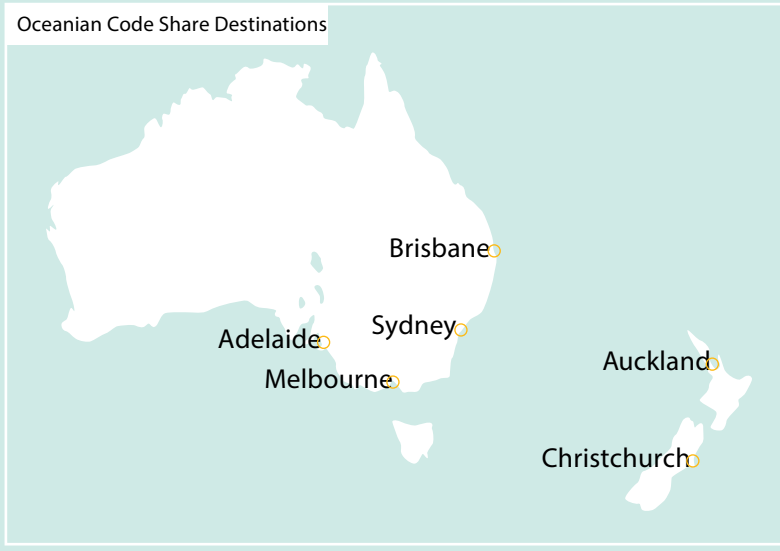 Oceanian Code Share Destinations
Brisbane
Sydney
Adelaide
Melbourne
Auckland
Christchurch